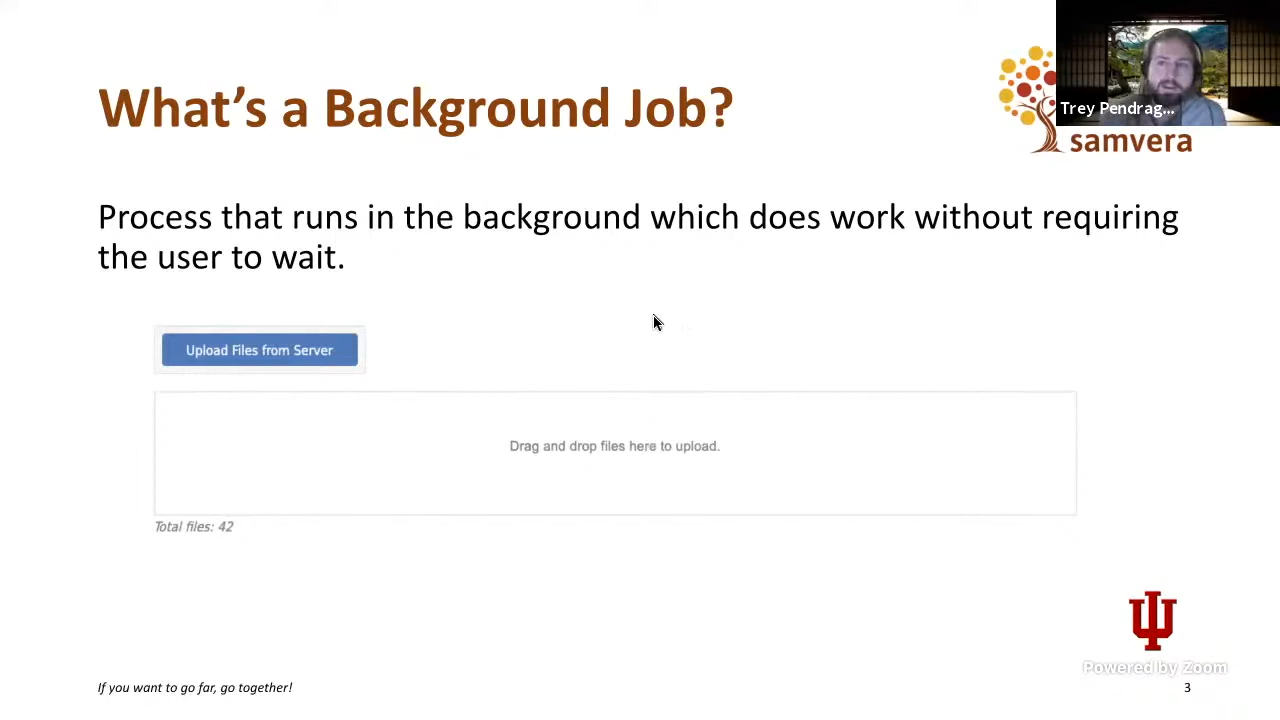 What's a Background Job?
Trey Pendrag...
samvera
Process that runs in the background which does work without requiring
the user to wait.
Upload Files from Server
Drag and drop files here to upload.
Total files: 42
Powered by Zoom
If you want to go far, go together!
3